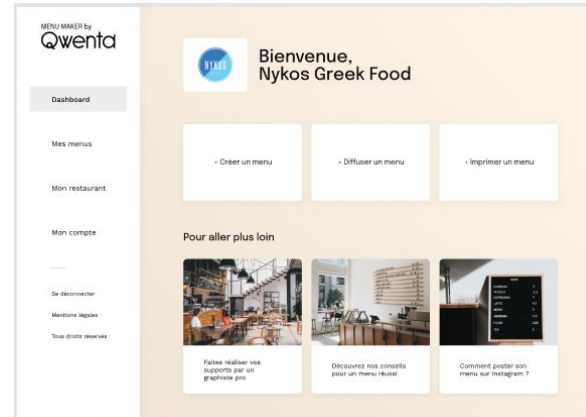 MENU MAKER by
Qwenta
Dashboard
Mes menus
Mon restaurant
Mon compte
Se déconnecter
Mentions légales
Tous droits réservés
NYKOS
Bienvenue,
Nykos Greek Food
+ Créer un menu
+ Diffuser un menu
+ Imprimer un menu
Pour aller plus loin
Faites réaliser vos
supports par un
graphiste pro
Découvrez nos conseils
pour un menu réussi
Comment poster son
menu sur Instagram ?